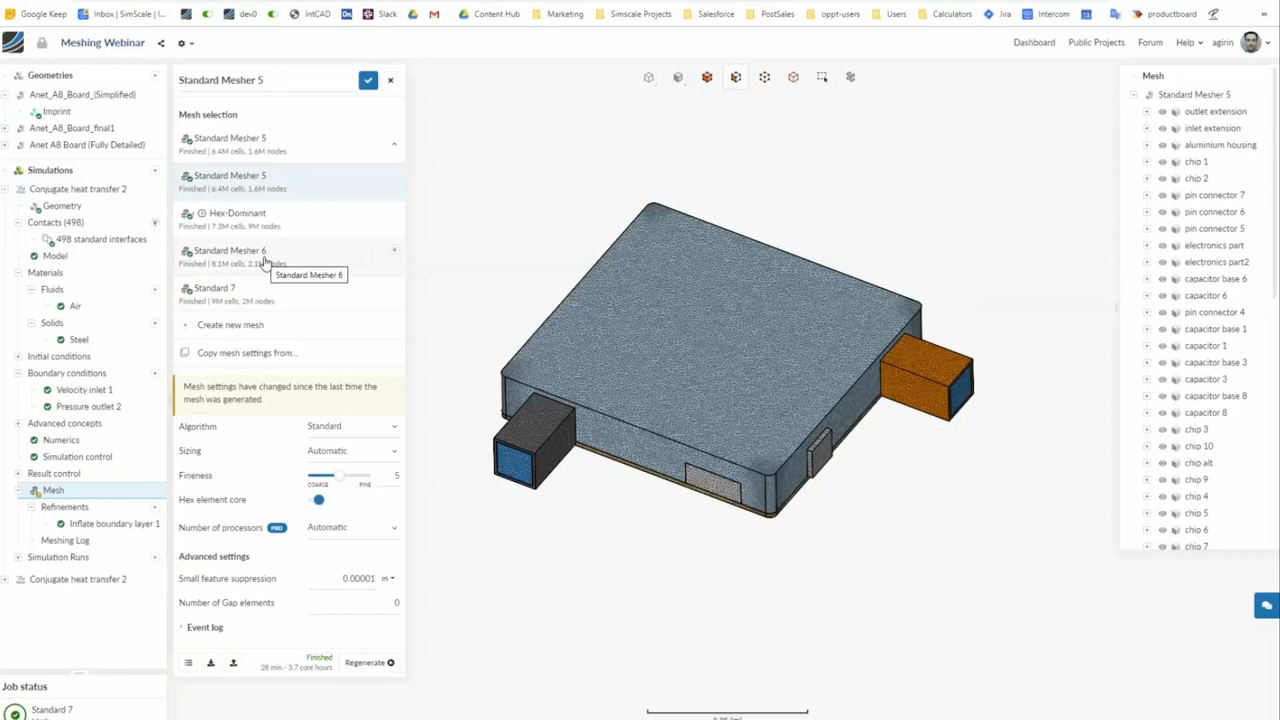 Google Keep
Inbox | SimScale | I...
dev0
IntCAD
Slack
Content Hub
Marketing
Simscale Projects
Salesforce
PostSales
oppt-users
Users
Calculators
Jira
Intercom
productboard
»
Meshing Webinar
Dashboard
Public Projects
Forum
Help
agirin
Geometries
Anet_A8_Board_(Simplified)
Imprint
Anet_A8_Board_final1
Anet A8 Board (Fully Detailed)
Simulations
Conjugate heat transfer 2
Geometry
Contacts (498)
498 standard interfaces
Model
Materials
Fluids
Air
Solids
Steel
Initial conditions
Boundary conditions
Velocity inlet 1
Pressure outlet 2
Advanced concepts
Numerics
Simulation control
Result control
Mesh
Refinements
Inflate boundary layer 1
Meshing Log
Simulation Runs
Conjugate heat transfer 2
Job status
Standard 7
Standard Mesher 5
Mesh selection
Standard Mesher 5
Finished | 6.4M cells, 1.6M nodes
Standard Mesher 5
Finished | 6.4M cells, 1.6M nodes
Hex-Dominant
Finished | 7.3M cells, 9M nodes
Standard Mesher 6
Finished | 8.1M cells, 2.1M nodes
Standard Mesher 6
Standard 7
Finished | 9M cells, 2M nodes
Create new mesh
Copy mesh settings from...
Mesh settings have changed since the last time the
mesh was generated.
Algorithm Standard
Sizing Automatic
Fineness 5
COARSE FINE
Hex element core
Number of processors PRO Automatic
Advanced settings
Small feature suppression 0.00001 m
Number of Gap elements 0
Event log
Finished
28 min - 3.7 core hours
Regenerate
Mesh
Standard Mesher 5
outlet extension
inlet extension
aluminium housing
chip 1
chip 2
pin connector 7
pin connector 6
pin connector 5
electronics part
electronics part2
capacitor base 6
capacitor 6
pin connector 4
capacitor base 1
capacitor 1
capacitor base 3
capacitor 3
capacitor base 8
capacitor 8
chip 3
chip 10
chip alt
chip 9
chip 4
chip 5
chip 6
chip 7